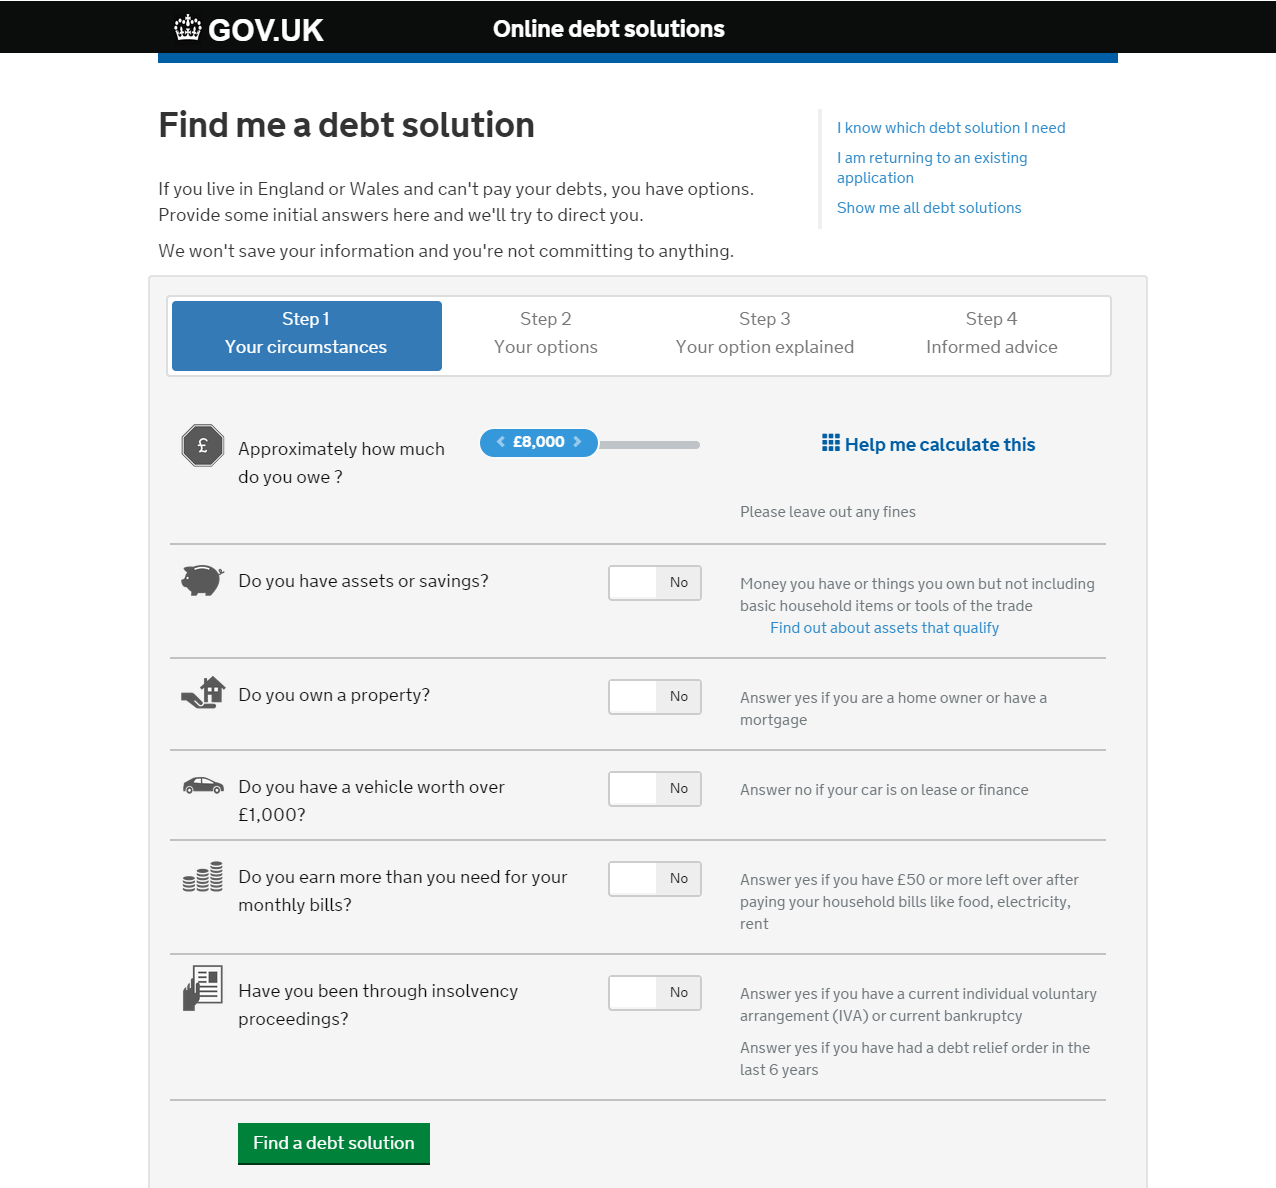 GOV.UK
Online debt solutions
Find me a debt solution
If you live in England or Wales and can't pay your debts, you have options.
Provide some initial answers here and we'll try to direct you.
We won't save your information and you're not committing to anything.
I know which debt solution I need
I am returning to an existing
application
Show me all debt solutions
Step 1
Your circumstances
Step 2
Your options
Step 3
Your option explained
Step 4
Informed advice
£
Approximately how much
do you owe ?
£8,000
Help me calculate this
Please leave out any fines
Do you have assets or savings?
No
Money you have or things you own but not including
basic household items or tools of the trade
Find out about assets that qualify
Do you own a property?
No
Answer yes if you are a home owner or have a
mortgage
Do you have a vehicle worth over
£1,000?
No
Answer no if your car is on lease or finance
Do you earn more than you need for your
monthly bills?
No
Answer yes if you have £50 or more left over after
paying your household bills like food, electricity,
rent
Have you been through insolvency
proceedings?
No
Answer yes if you have a current individual voluntary
arrangement (IVA) or current bankruptcy
Answer yes if you have had a debt relief order in the
last 6 years
Find a debt solution